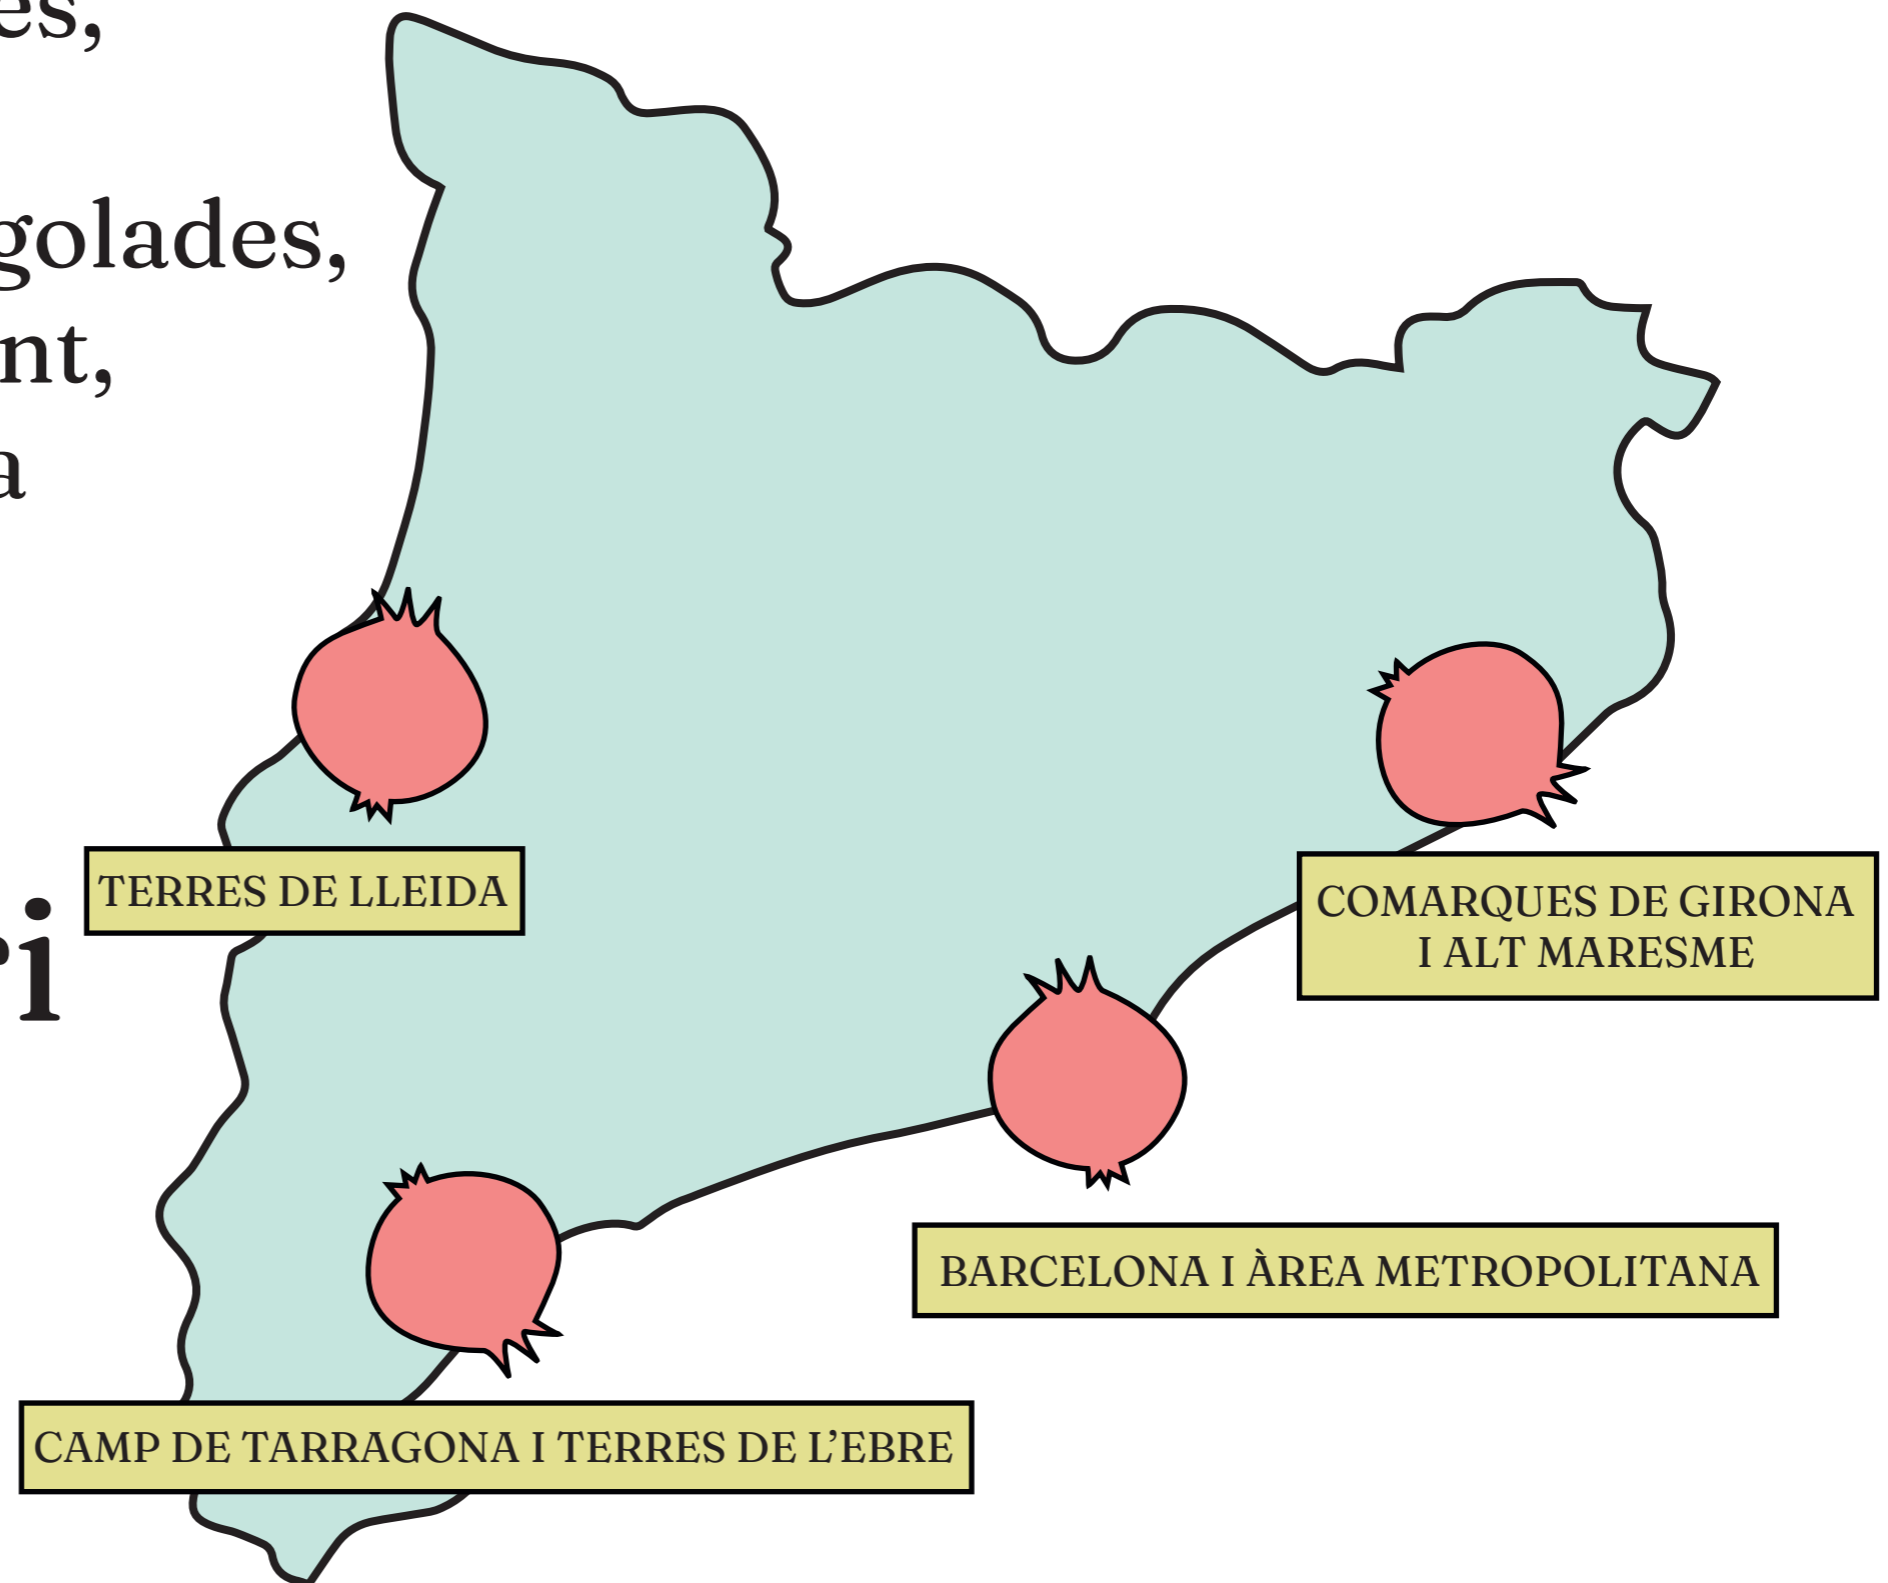 es,
golades,
nt,
a
TERRES DE LLEIDA
COMARQUES DE GIRONA
I ALT MARESME
ri
BARCELONA I ÀREA METROPOLITANA
CAMP DE TARRAGONA I TERRES DE L’EBRE